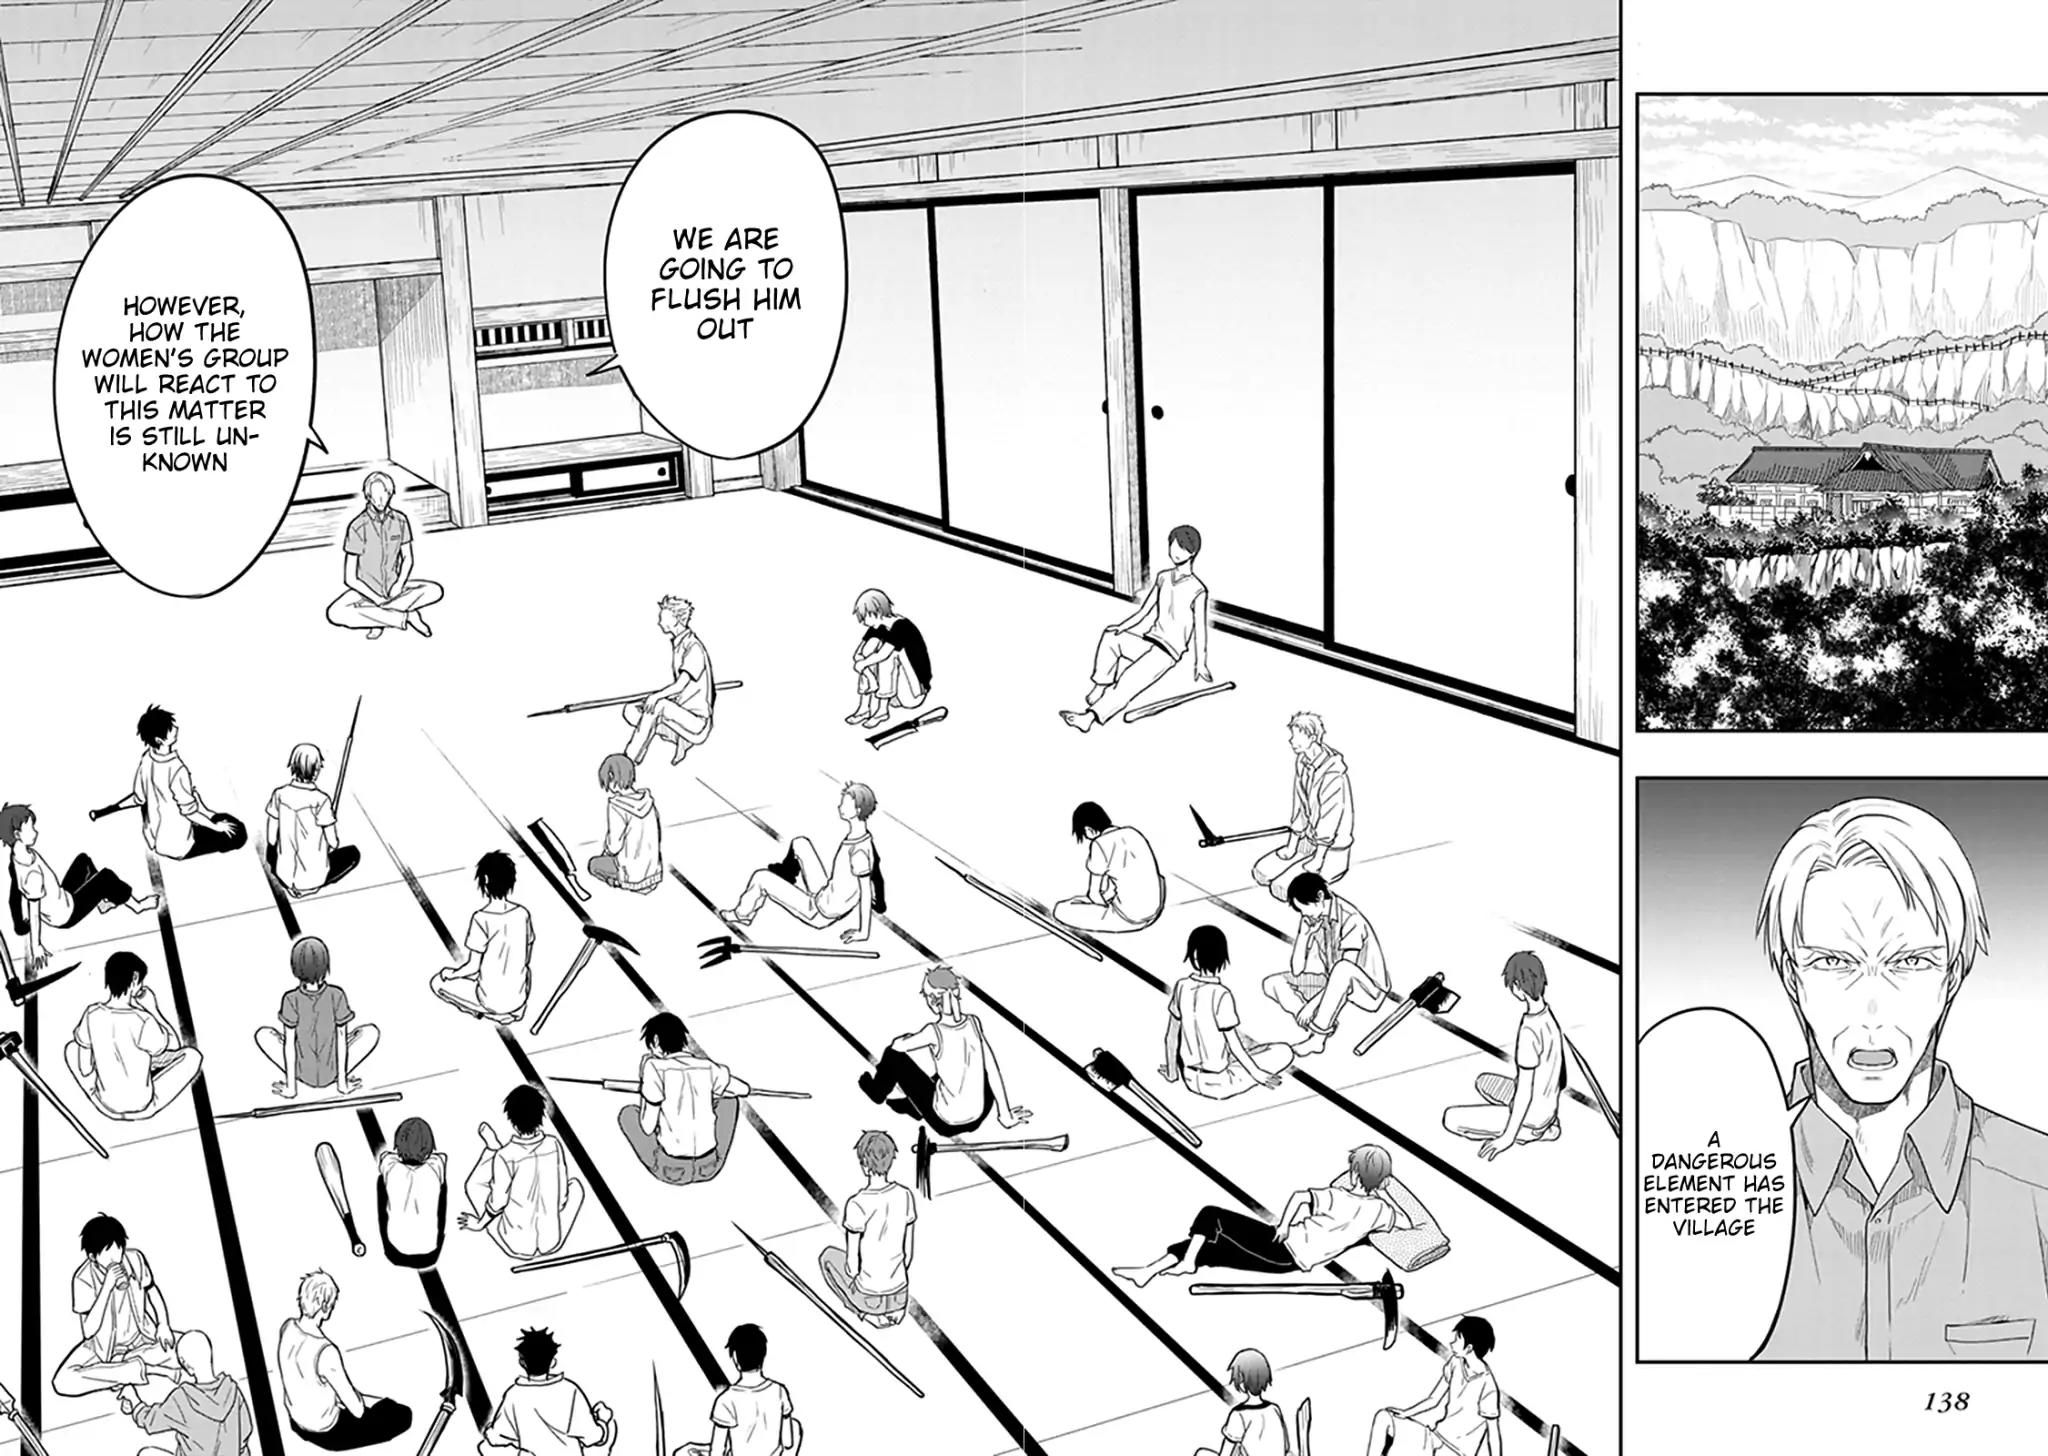 A
DANGEROUS
ELEMENT HAS
ENTERED THE
VILLAGE
138
WE ARE
GOING TO
FLUSH HIM
OUT
HOWEVER,
HOW THE
WOMEN'S GROUP
WILL REACT TO
THIS MATTER
IS STILL UN-
KNOWN